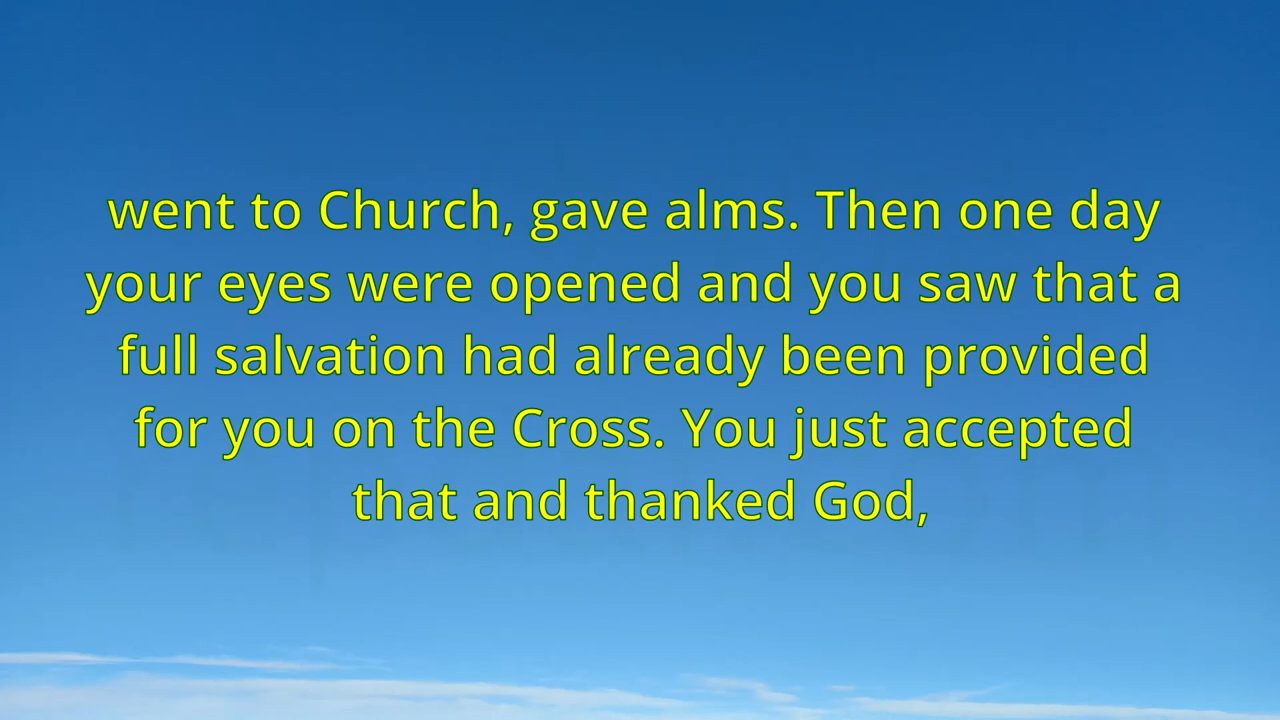 went to Church, gave alms. Then one day
your eyes were opened and you saw that a
full salvation had already been provided
for you on the Cross. You just accepted
that and thanked God,